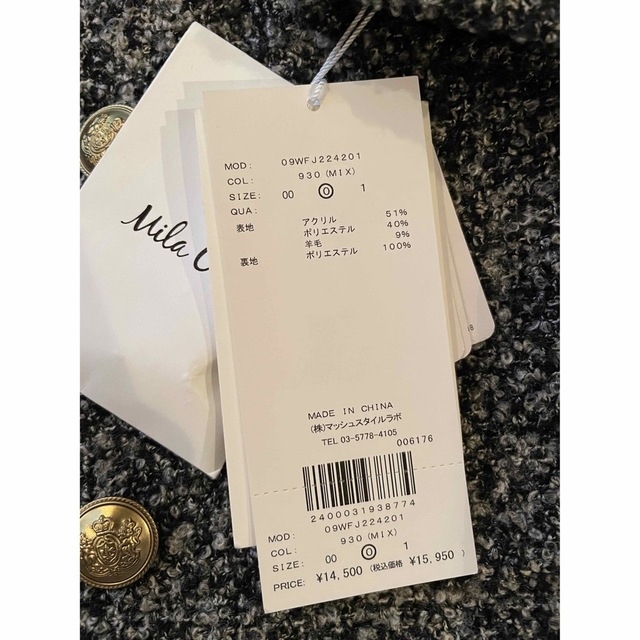 Mila
MOD: 09WFJ224201
COL: 930 (MIX)
SIZE: 00 0 1
QUA:
表地 アクリル 51%
ポリエステル 40%
羊毛 9%
裏地 ポリエステル 100%
MADE IN CHINA
(株)マッシュスタイルラボ
TEL 03-5778-4105
006176
2400031938774
MOD: 09WFJ224201
COL: 930 (MIX)
SIZE: 00 0 1
PRICE: ¥14,500 (税込価格 ¥15,950)